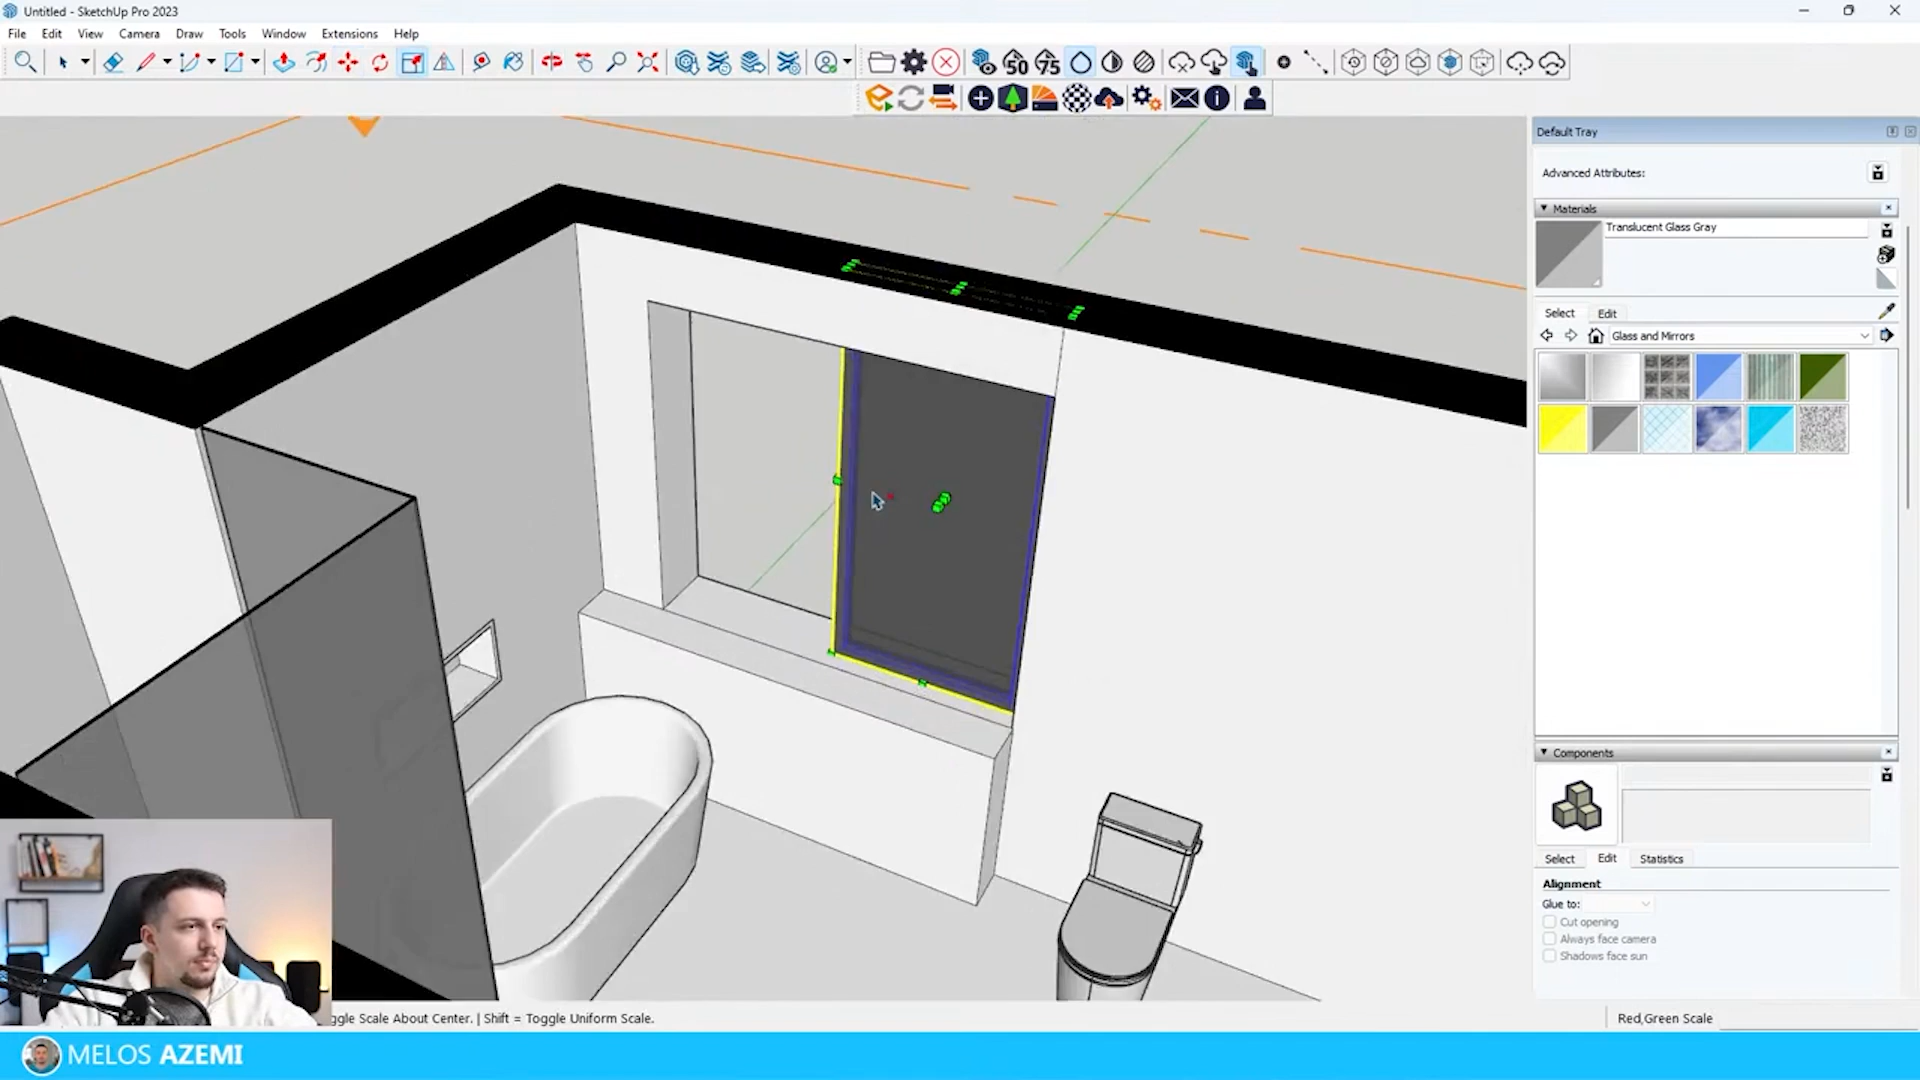 Untitled - SketchUp Pro 2023
File Edit View Camera Draw Tools Window Extensions Help
50 75
Default Tray
Advanced Attributes:
Materials
Translucent Glass Gray
Select Edit
Glass and Mirrors
Components
Select Edit Statistics
Alignment
Glue to:
Cut opening
Always face camera
Shadows face sun
ggle Scale About Center. | Shift = Toggle Uniform Scale.
Red,Green Scale
MELOS AZEMI